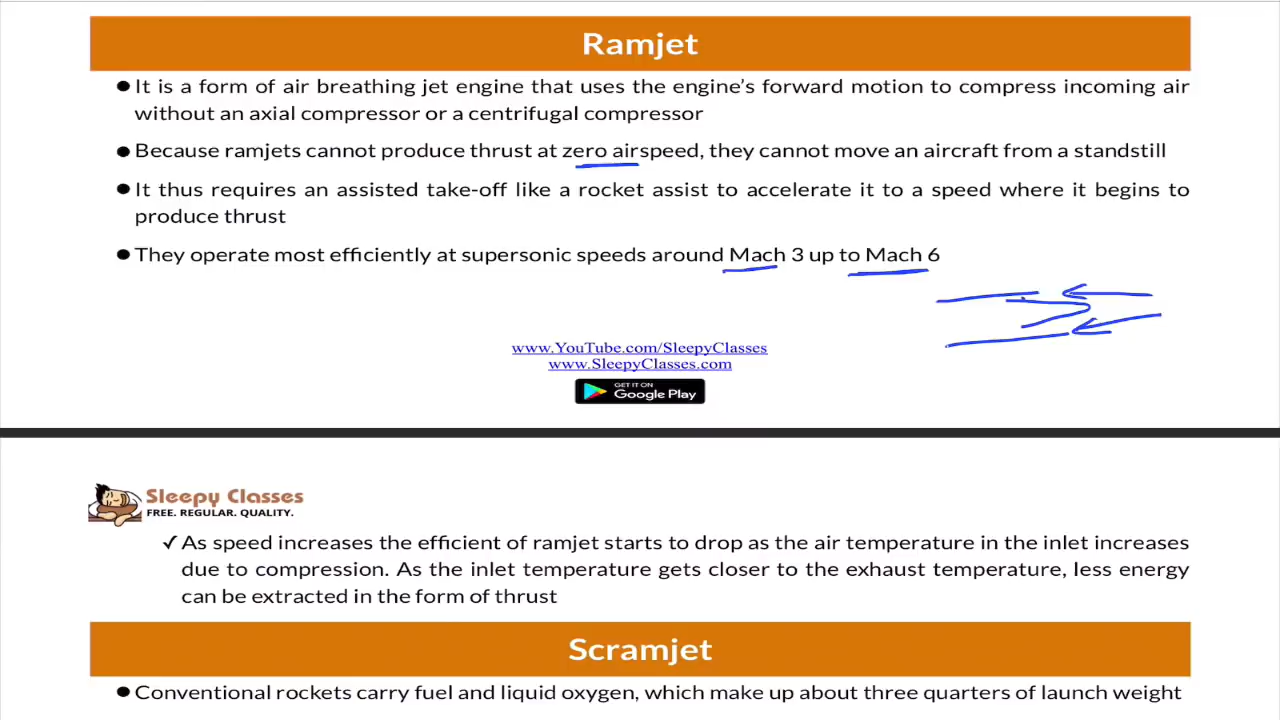 Ramjet
● It is a form of air breathing jet engine that uses the engine’s forward motion to compress incoming air
without an axial compressor or a centrifugal compressor
● Because ramjets cannot produce thrust at zero airspeed, they cannot move an aircraft from a standstill
● It thus requires an assisted take-off like a rocket assist to accelerate it to a speed where it begins to
produce thrust
● They operate most efficiently at supersonic speeds around Mach 3 up to Mach 6
www.YouTube.com/SleepyClasses
www.SleepyClasses.com
GET IT ON
Google Play
Sleepy Classes
FREE. REGULAR. QUALITY.
✓ As speed increases the efficient of ramjet starts to drop as the air temperature in the inlet increases
due to compression. As the inlet temperature gets closer to the exhaust temperature, less energy
can be extracted in the form of thrust
Scramjet
● Conventional rockets carry fuel and liquid oxygen, which make up about three quarters of launch weight